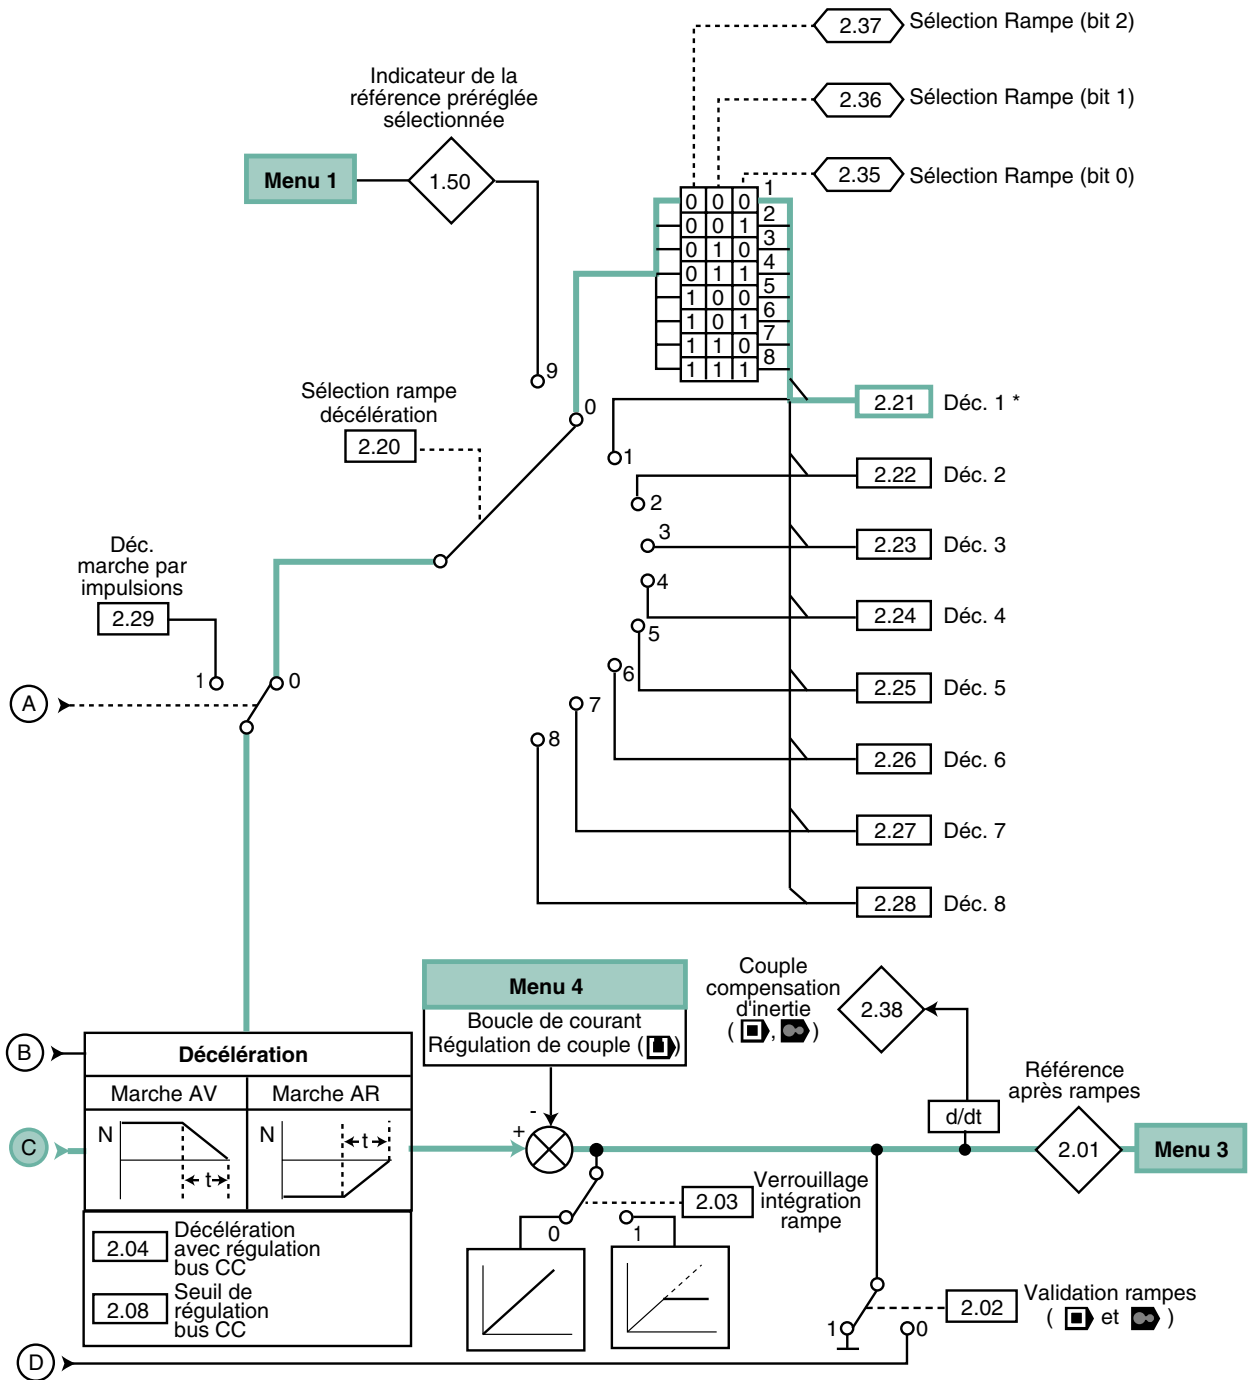 2.37 Sélection Rampe (bit 2)
Indicateur de la
référence préréglée
sélectionnée
2.36 Sélection Rampe (bit 1)
Menu 1
1.50
2.35 Sélection Rampe (bit 0)
0 0 0 1
0 0 1 2
0 1 0 3
0 1 1 4
1 0 0 5
1 0 1 6
1 1 0 7
1 1 1 8
9
0
Sélection rampe
décélération
2.20
2.21 Déc. 1 *
1
2.22 Déc. 2
2
3
2.23 Déc. 3
4
2.24 Déc. 4
5
2.25 Déc. 5
6
2.26 Déc. 6
7
2.27 Déc. 7
8
2.28 Déc. 8
Déc.
marche par
impulsions
2.29
1 0
A
Menu 4
Boucle de courant
Régulation de couple ( )
Couple
compensation
d'inertie
( , )
2.38
B
Décélération
Marche AV Marche AR
N t
N t
C
+
-
d/dt
Référence
après rampes
2.01
Menu 3
2.03
Verrouillage
intégration
rampe
0 1
2.04
Décélération
avec régulation
bus CC
2.08
Seuil de
régulation
bus CC
2.02
Validation rampes
( et )
1 0
D